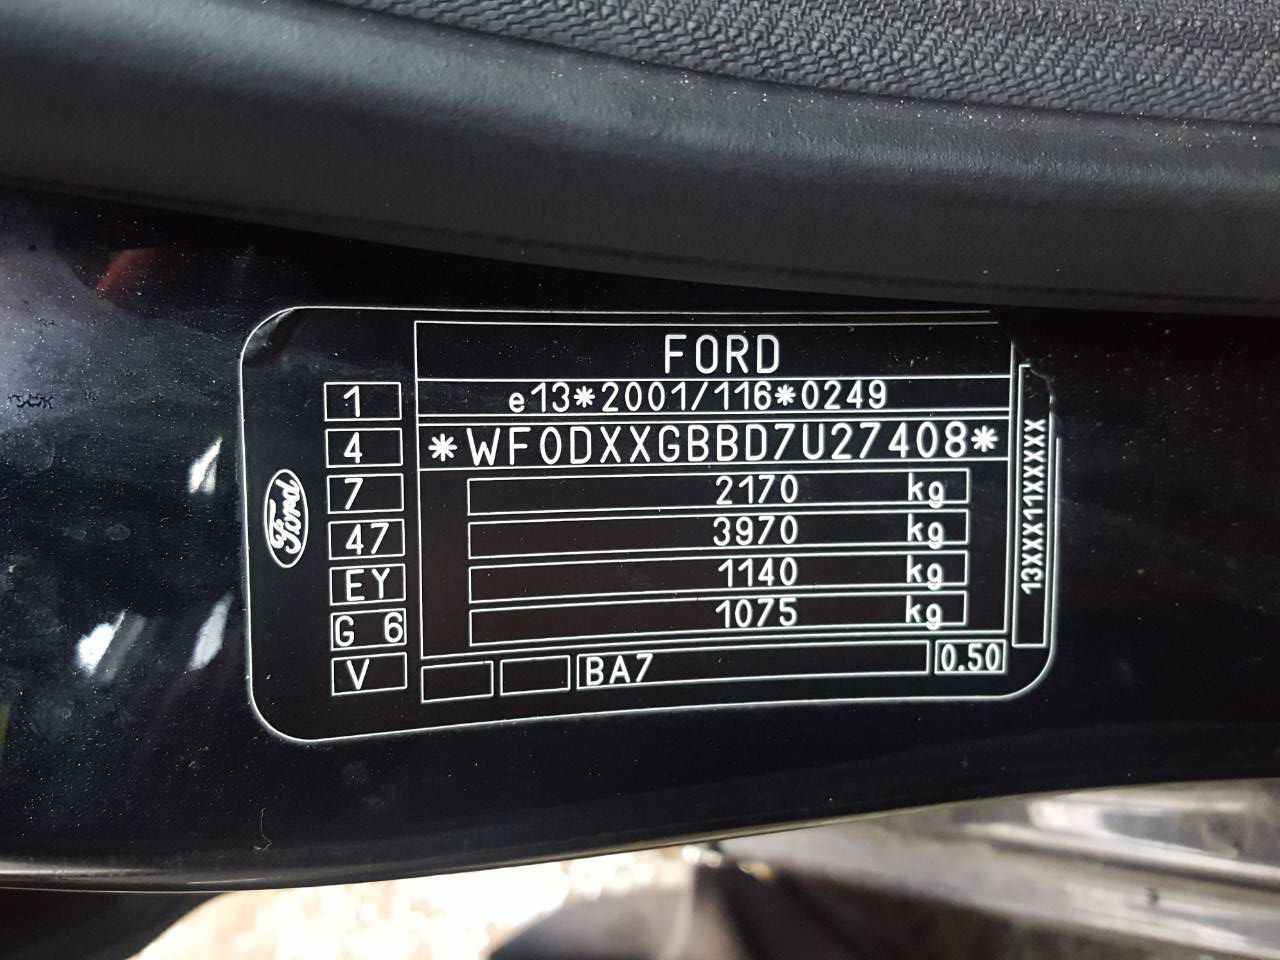 FORD
e13*2001/116*0249
*WF0DXXGBBD7U27408*
2170 kg
3970 kg
1140 kg
1075 kg
BA7
0.50
1
4
7
47
EY
G 6
V
Ford
13XXX11XXXXXX